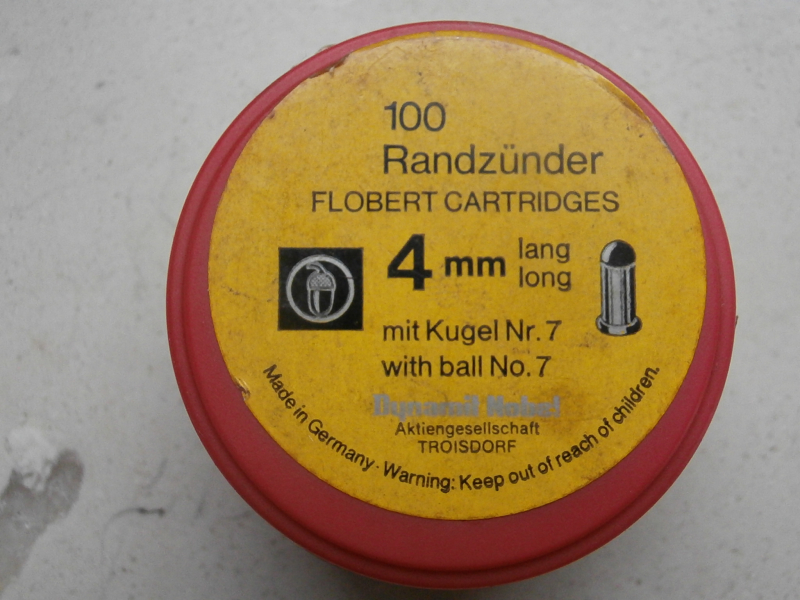 100
Randzünder
FLOBERT CARTRIDGES
4 mm lang
long
mit Kugel Nr. 7
with ball No. 7
Dynamit Nobel
Aktiengesellschaft
TROISDORF
Made in Germany · Warning: Keep out of reach of children.